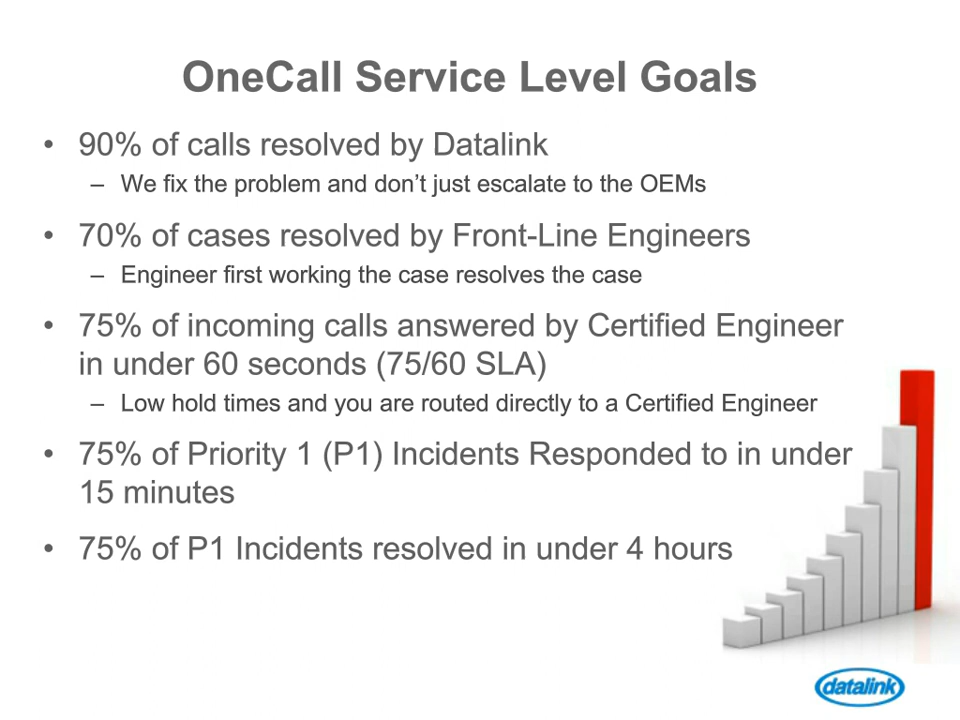 OneCall Service Level Goals
• 90% of calls resolved by Datalink
– We fix the problem and don’t just escalate to the OEMs
• 70% of cases resolved by Front-Line Engineers
– Engineer first working the case resolves the case
• 75% of incoming calls answered by Certified Engineer
in under 60 seconds (75/60 SLA)
– Low hold times and you are routed directly to a Certified Engineer
• 75% of Priority 1 (P1) Incidents Responded to in under
15 minutes
• 75% of P1 Incidents resolved in under 4 hours
datalink